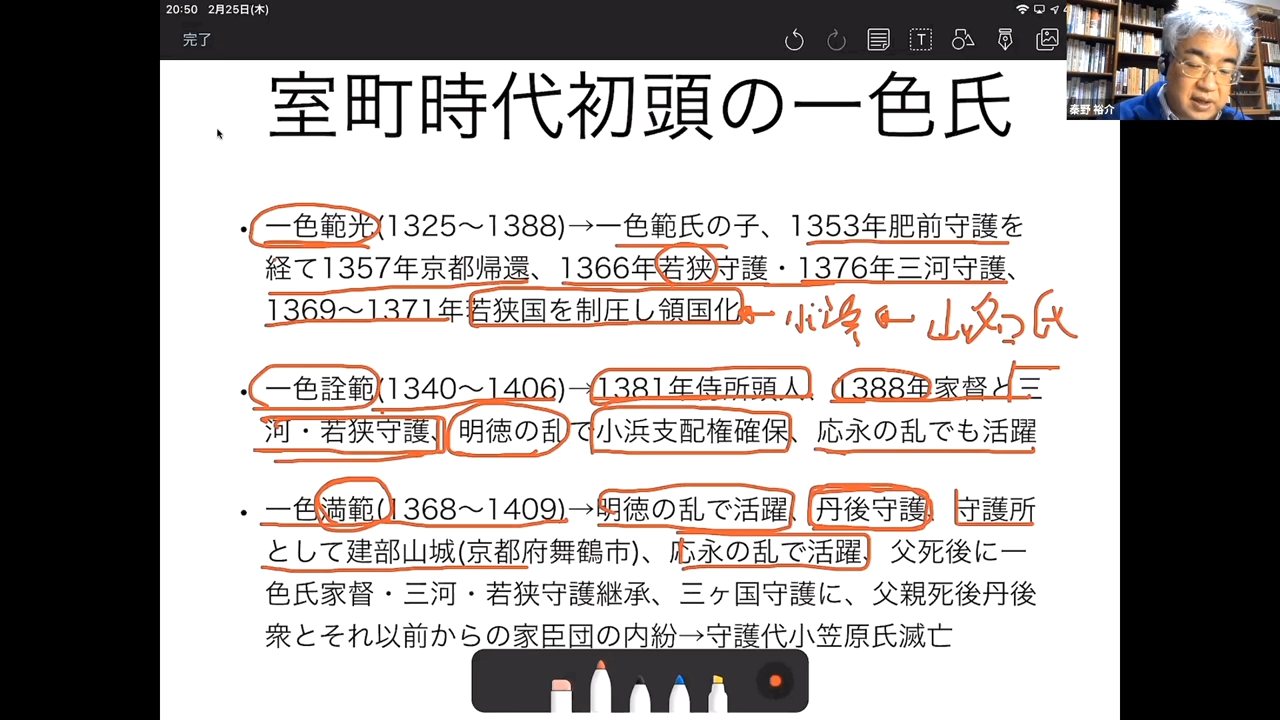 20:50 2月25日(木)
完了
秦野 裕介
室町時代初頭の一色氏
・一色範光(1325〜1388)→一色範氏の子、1353年肥前守護を
経て1357年京都帰還、1366年若狭守護・1376年三河守護、
1369〜1371年若狭国を制圧し領国化
←小浜←山名氏
・一色詮範(1340〜1406)→1381年侍所頭人、1388年家督と三
河・若狭守護、明徳の乱で小浜支配権確保、応永の乱でも活躍
・一色満範(1368〜1409)→明徳の乱で活躍、丹後守護、守護所
として建部山城(京都府舞鶴市)、応永の乱で活躍、父死後に一
色氏家督・三河・若狭守護継承、三ヶ国守護に、父親死後丹後
衆とそれ以前からの家臣団の内紛→守護代小笠原氏滅亡